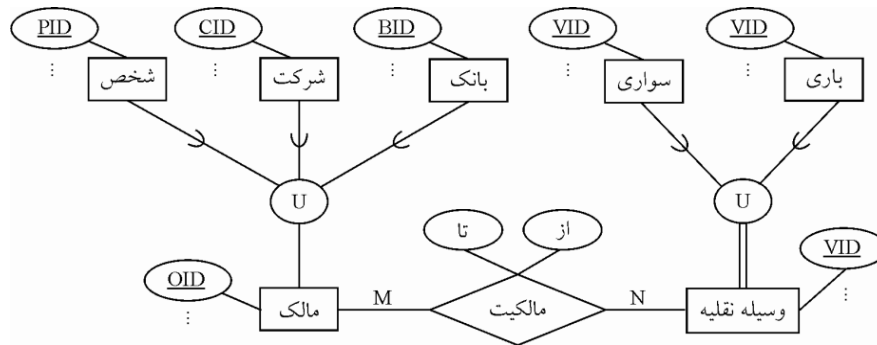 PID CID BID VID VID
شخص شرکت بانک سواری باری
U U
تا از
OID VID
مالک M مالکیت N وسیله نقلیه